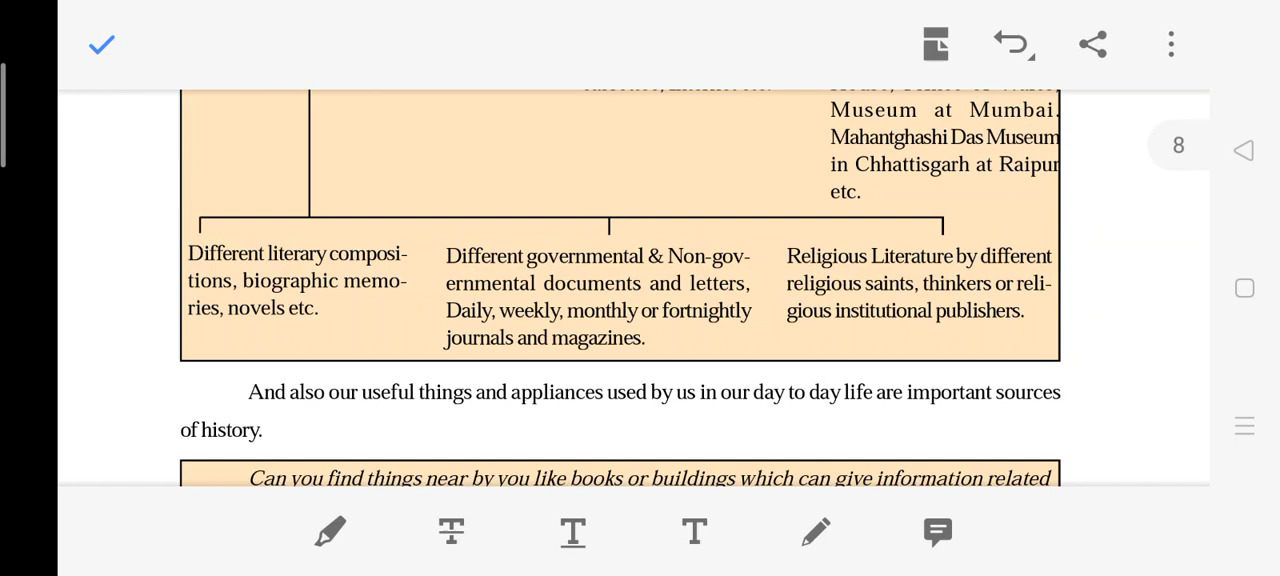 8
Museum at Mumbai.
Mahantghashi Das Museum
in Chhattisgarh at Raipur
etc.
Different literary composi-
tions, biographic memo-
ries, novels etc.
Different governmental & Non-gov-
ernmental documents and letters,
Daily, weekly, monthly or fortnightly
journals and magazines.
Religious Literature by different
religious saints, thinkers or reli-
gious institutional publishers.
And also our useful things and appliances used by us in our day to day life are important sources
of history.
Can you find things near by you like books or buildings which can give information related